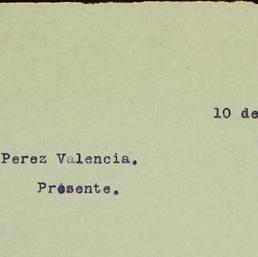 10 de
Perez Valencia.
Presente.